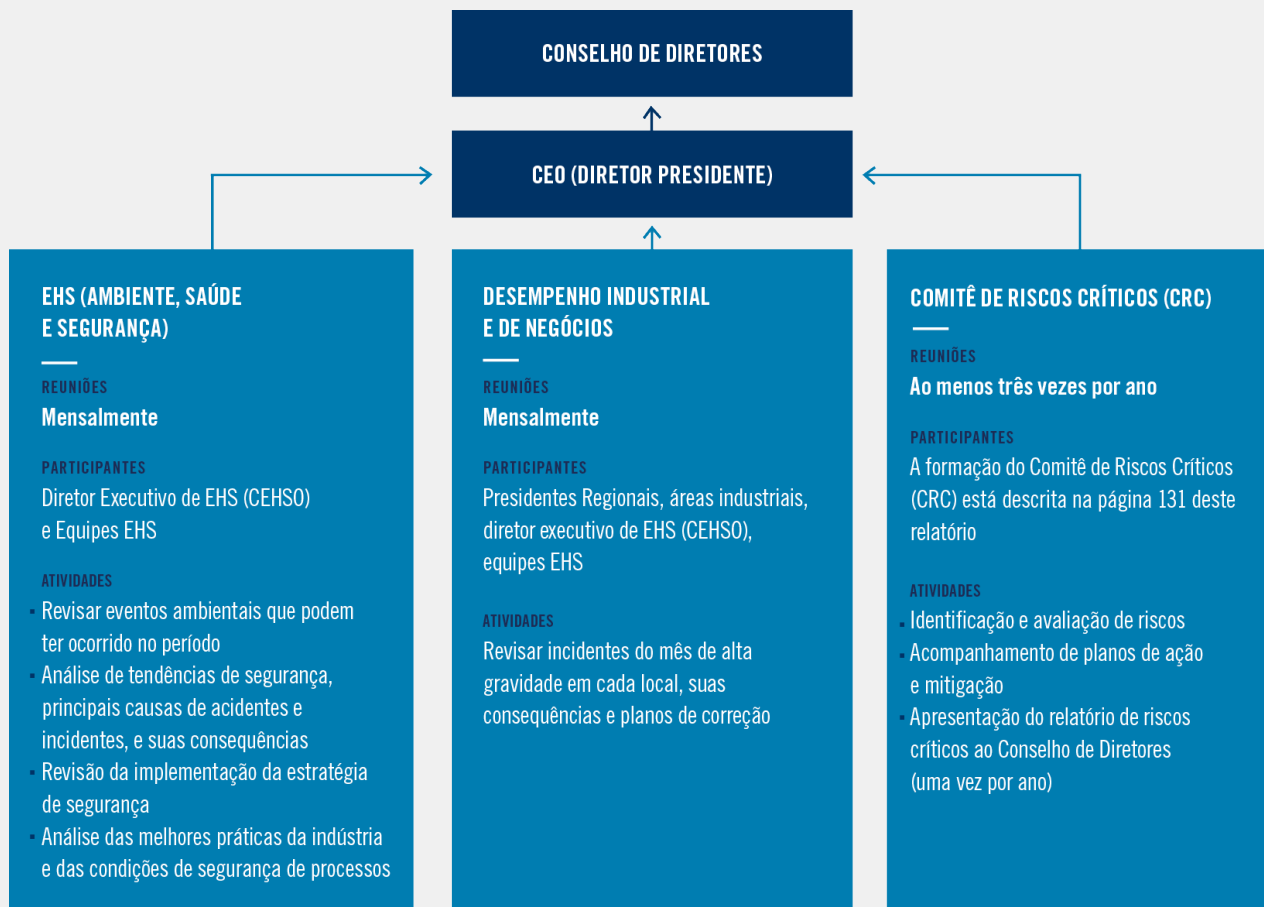 CONSELHO DE DIRETORES
CEO (DIRETOR PRESIDENTE)
EHS (AMBIENTE, SAÚDE
E SEGURANÇA)
REUNIÕES
Mensalmente
PARTICIPANTES
Diretor Executivo de EHS (CEHSO)
e Equipes EHS
ATIVIDADES
▪ Revisar eventos ambientais que podem
ter ocorrido no período
▪ Análise de tendências de segurança,
principais causas de acidentes e
incidentes, e suas consequências
▪ Revisão da implementação da estratégia
de segurança
▪ Análise das melhores práticas da indústria
e das condições de segurança de processos
DESEMPENHO INDUSTRIAL
E DE NEGÓCIOS
REUNIÕES
Mensalmente
PARTICIPANTES
Presidentes Regionais, áreas industriais,
diretor executivo de EHS (CEHSO),
equipes EHS
ATIVIDADES
Revisar incidentes do mês de alta
gravidade em cada local, suas
consequências e planos de correção
COMITÊ DE RISCOS CRÍTICOS (CRC)
REUNIÕES
Ao menos três vezes por ano
PARTICIPANTES
A formação do Comitê de Riscos Críticos
(CRC) está descrita na página 131 deste
relatório
ATIVIDADES
▪ Identificação e avaliação de riscos
▪ Acompanhamento de planos de ação
e mitigação
▪ Apresentação do relatório de riscos
críticos ao Conselho de Diretores
(uma vez por ano)